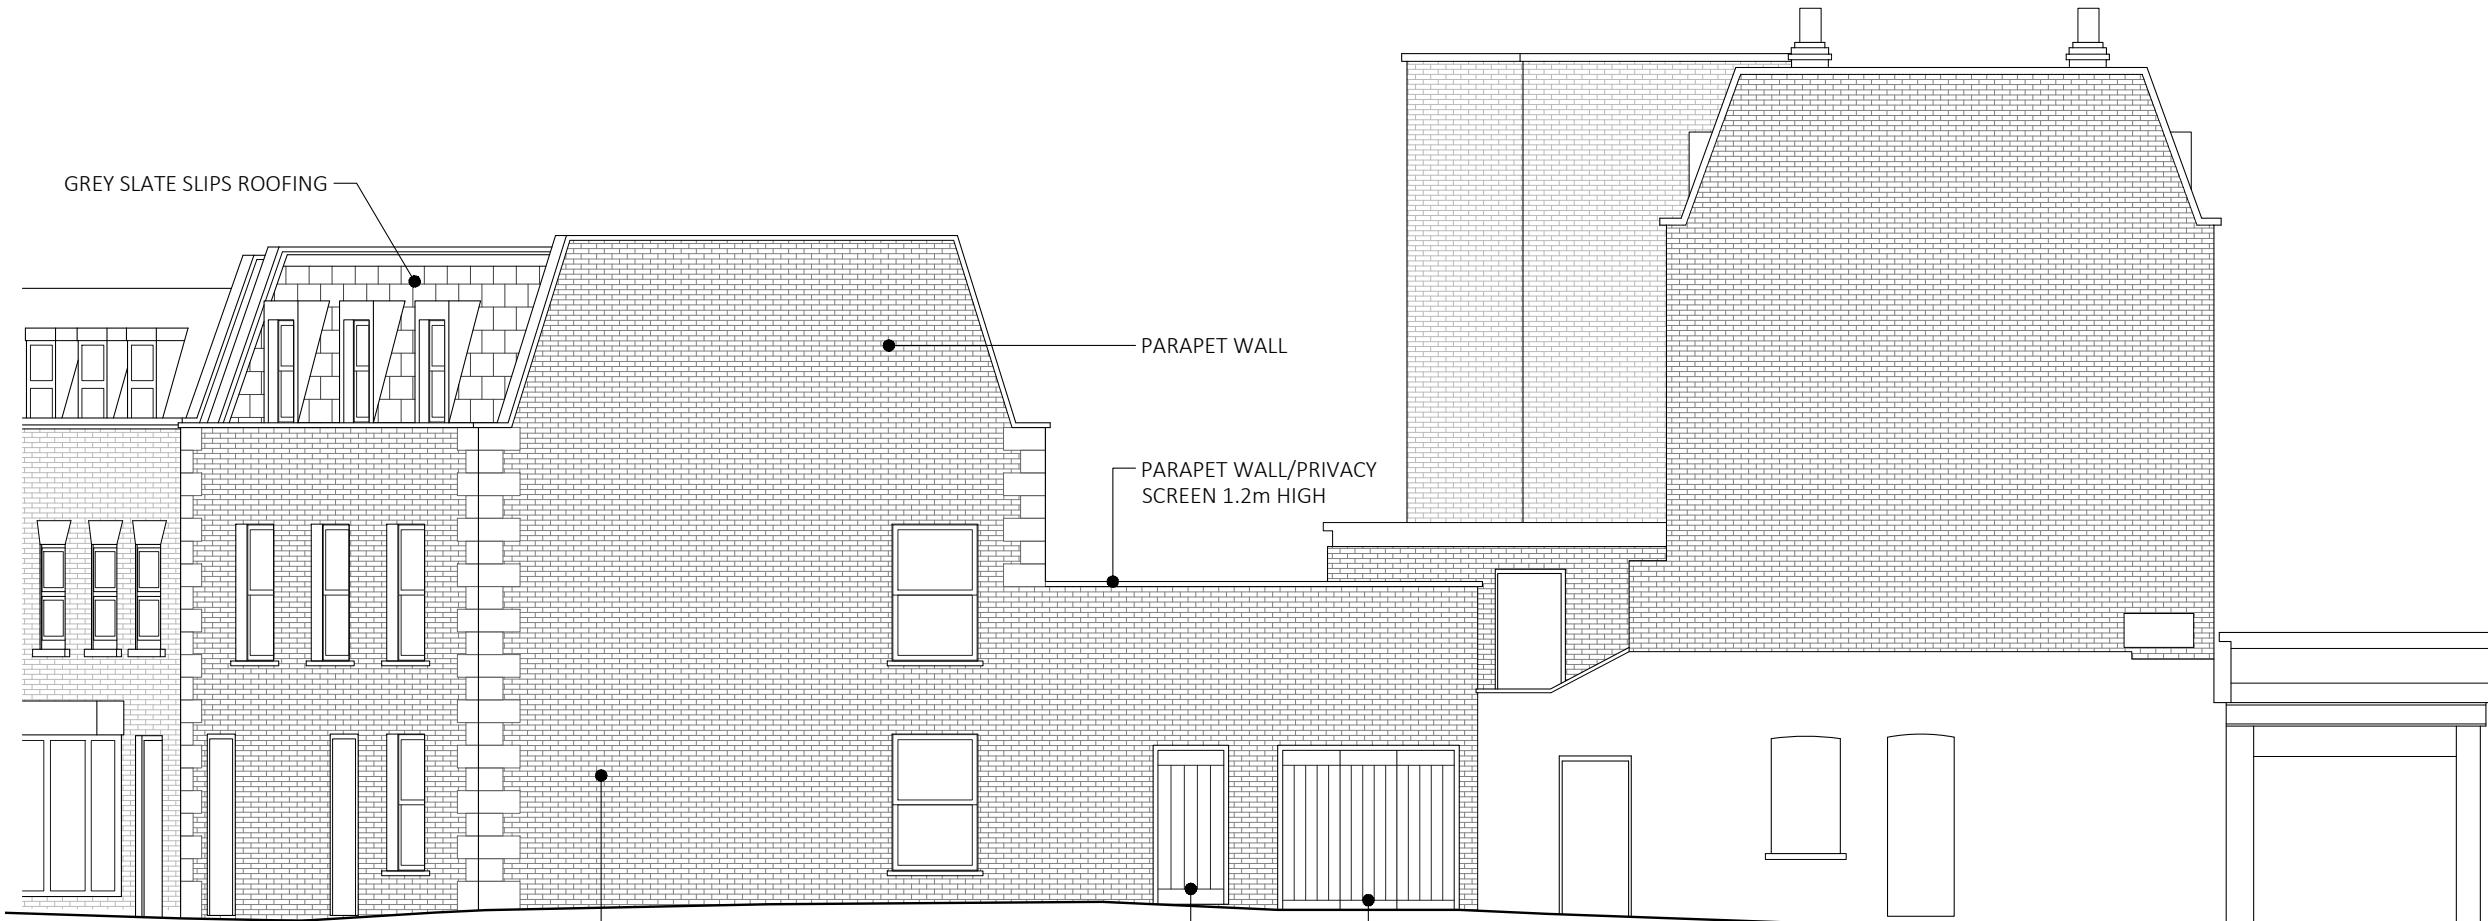 GREY SLATE SLIPS ROOFING
PARAPET WALL
PARAPET WALL/PRIVACY
SCREEN 1.2m HIGH